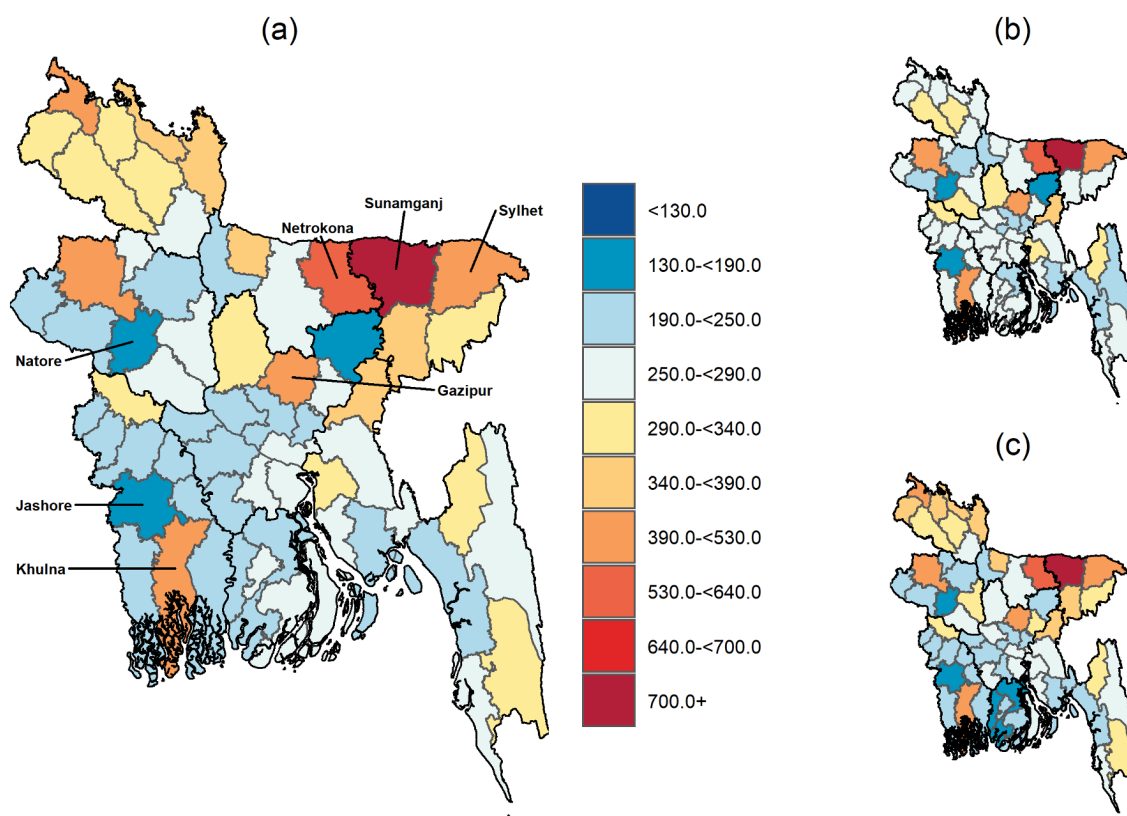 (a)
(b)
Sunamganj
Sylhet
Netrokona
Natore
Gazipur
Jashore
Khulna
<130.0
130.0-<190.0
190.0-<250.0
250.0-<290.0
290.0-<340.0
340.0-<390.0
390.0-<530.0
530.0-<640.0
640.0-<700.0
700.0+
(c)